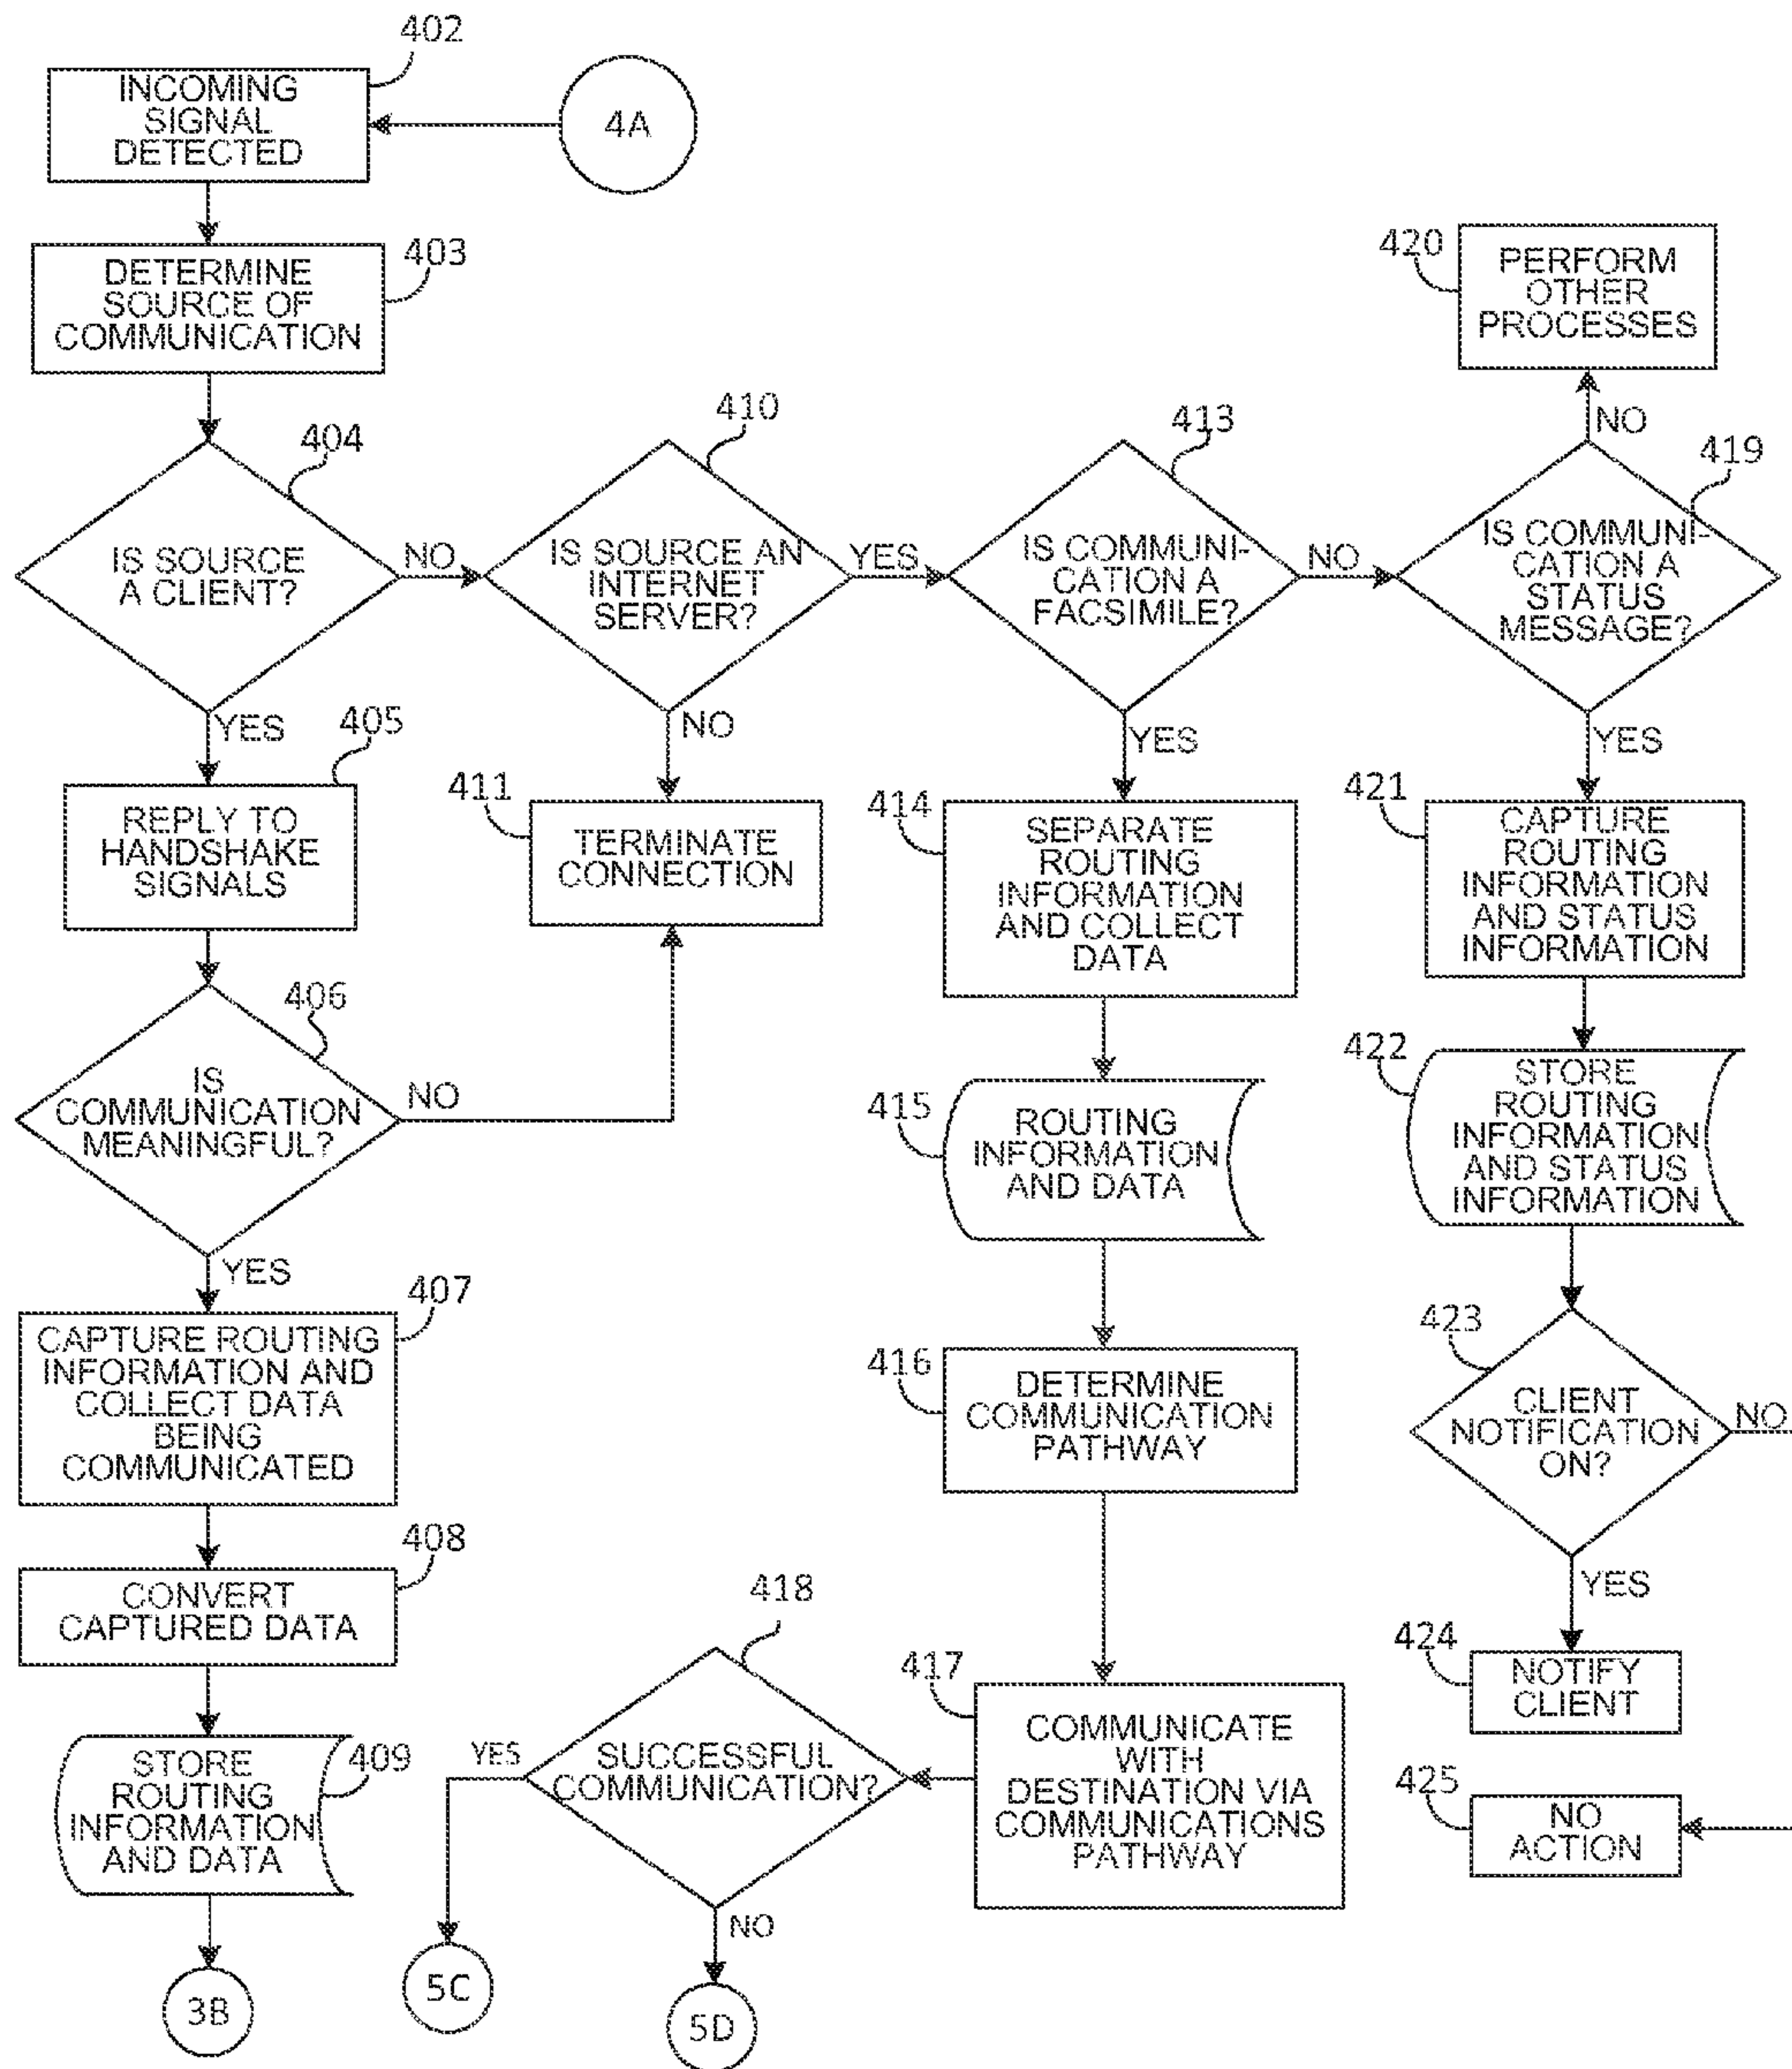 402
INCOMING
SIGNAL
DETECTED
4A
403
DETERMINE
SOURCE OF
COMMUNICATION
404
IS SOURCE
A CLIENT?
NO
YES
405
REPLY TO
HANDSHAKE
SIGNALS
406
IS
COMMUNICATION
MEANINGFUL?
NO
YES
407
CAPTURE ROUTING
INFORMATION AND
COLLECT DATA
BEING
COMMUNICATED
408
CONVERT
CAPTURED DATA
409
STORE
ROUTING
INFORMATION
AND DATA
3B
410
IS SOURCE AN
INTERNET
SERVER?
YES
NO
411
TERMINATE
CONNECTION
413
IS COMMUNI-
CATION A
FACSIMILE?
NO
YES
414
SEPARATE
ROUTING
INFORMATION
AND COLLECT
DATA
415
ROUTING
INFORMATION
AND DATA
416
DETERMINE
COMMUNICATION
PATHWAY
417
COMMUNICATE
WITH
DESTINATION VIA
COMMUNICATIONS
PATHWAY
418
SUCCESSFUL
COMMUNICATION?
YES
NO
5C
5D
420
PERFORM
OTHER
PROCESSES
NO
419
IS COMMUNI-
CATION A
STATUS
MESSAGE?
YES
421
CAPTURE
ROUTING
INFORMATION
AND STATUS
INFORMATION
422
STORE
ROUTING
INFORMATION
AND STATUS
INFORMATION
423
CLIENT
NOTIFICATION
ON?
NO
YES
424
NOTIFY
CLIENT
425
NO
ACTION